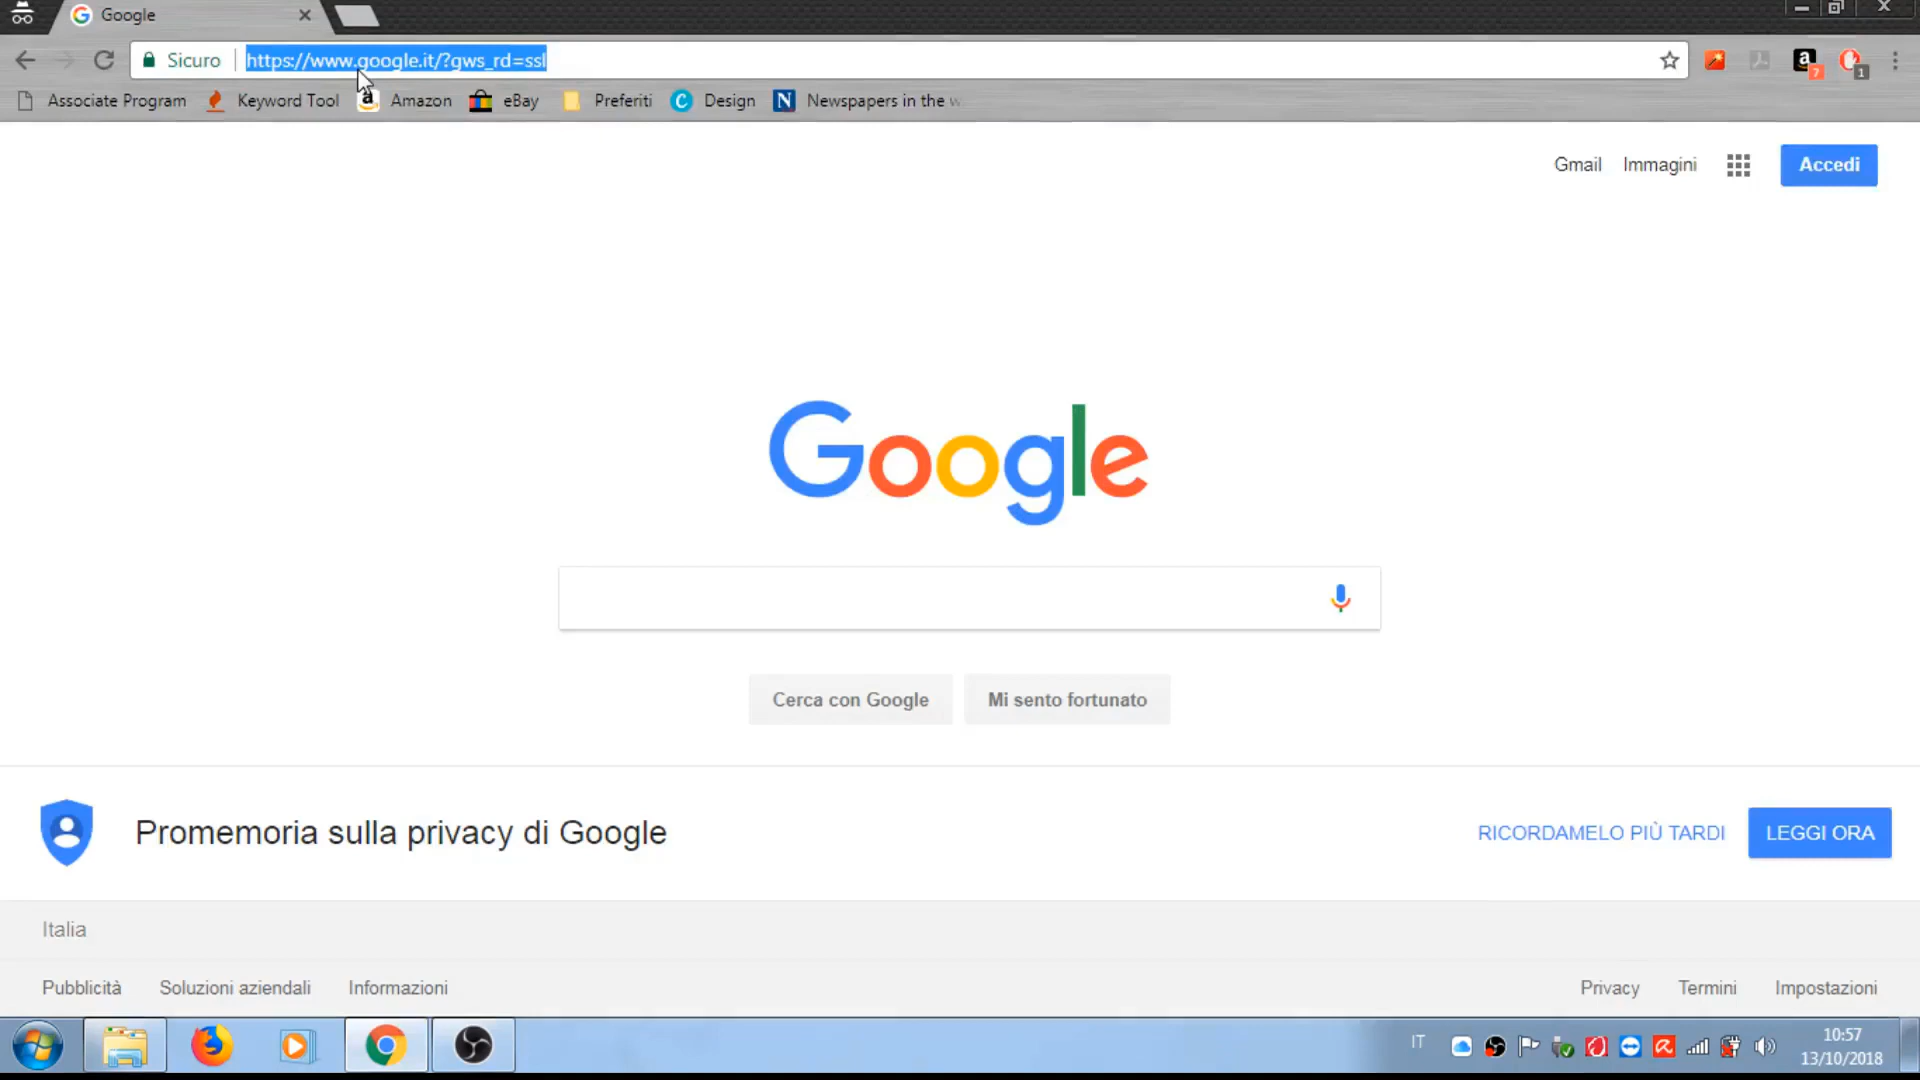 Google
Sicuro https://www.google.it/?gws_rd=ssl
7 1
Associate Program Keyword Tool Amazon eBay Preferiti Design Newspapers in the w
Gmail Immagini Accedi
Google
Cerca con Google Mi sento fortunato
Promemoria sulla privacy di Google RICORDAMELO PIÙ TARDI LEGGI ORA
Italia
Pubblicità Soluzioni aziendali Informazioni Privacy Termini Impostazioni
IT 10:57
13/10/2018